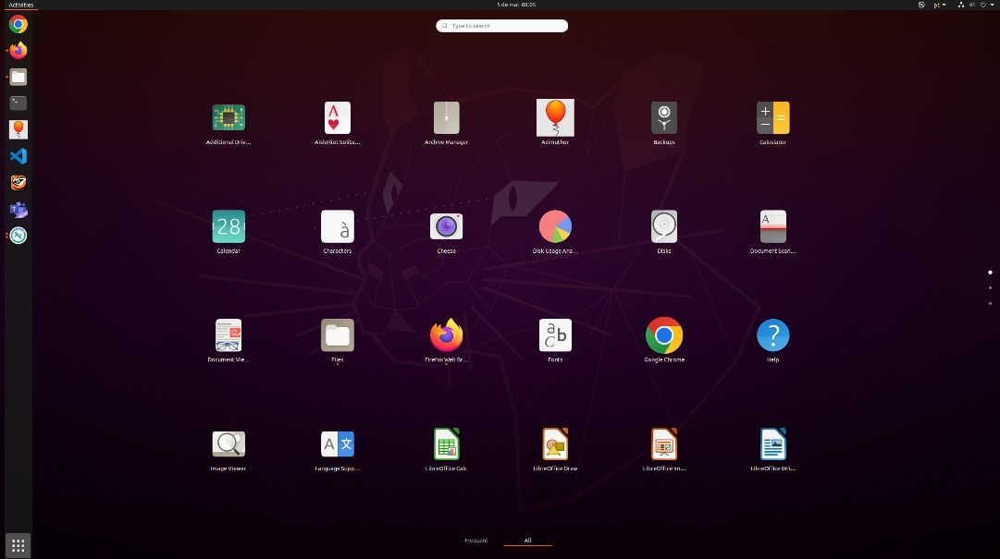 Activities
5 de mai 08:05
pt
Type to search
Additional Driv...
AisleRiot Solita...
Archive Manager
Azimuthor
Backups
Calculator
28
Calendar
à
Characters
Cheese
Disk Usage Ana...
Disks
A
Document Scan...
Document Vie...
Files
Firefox Web Br...
a b C
Fonts
Google Chrome
?
Help
Image Viewer
A 文
Language Supp...
LibreOffice Calc
LibreOffice Draw
LibreOffice Im...
LibreOffice Wri...
Frequent
All